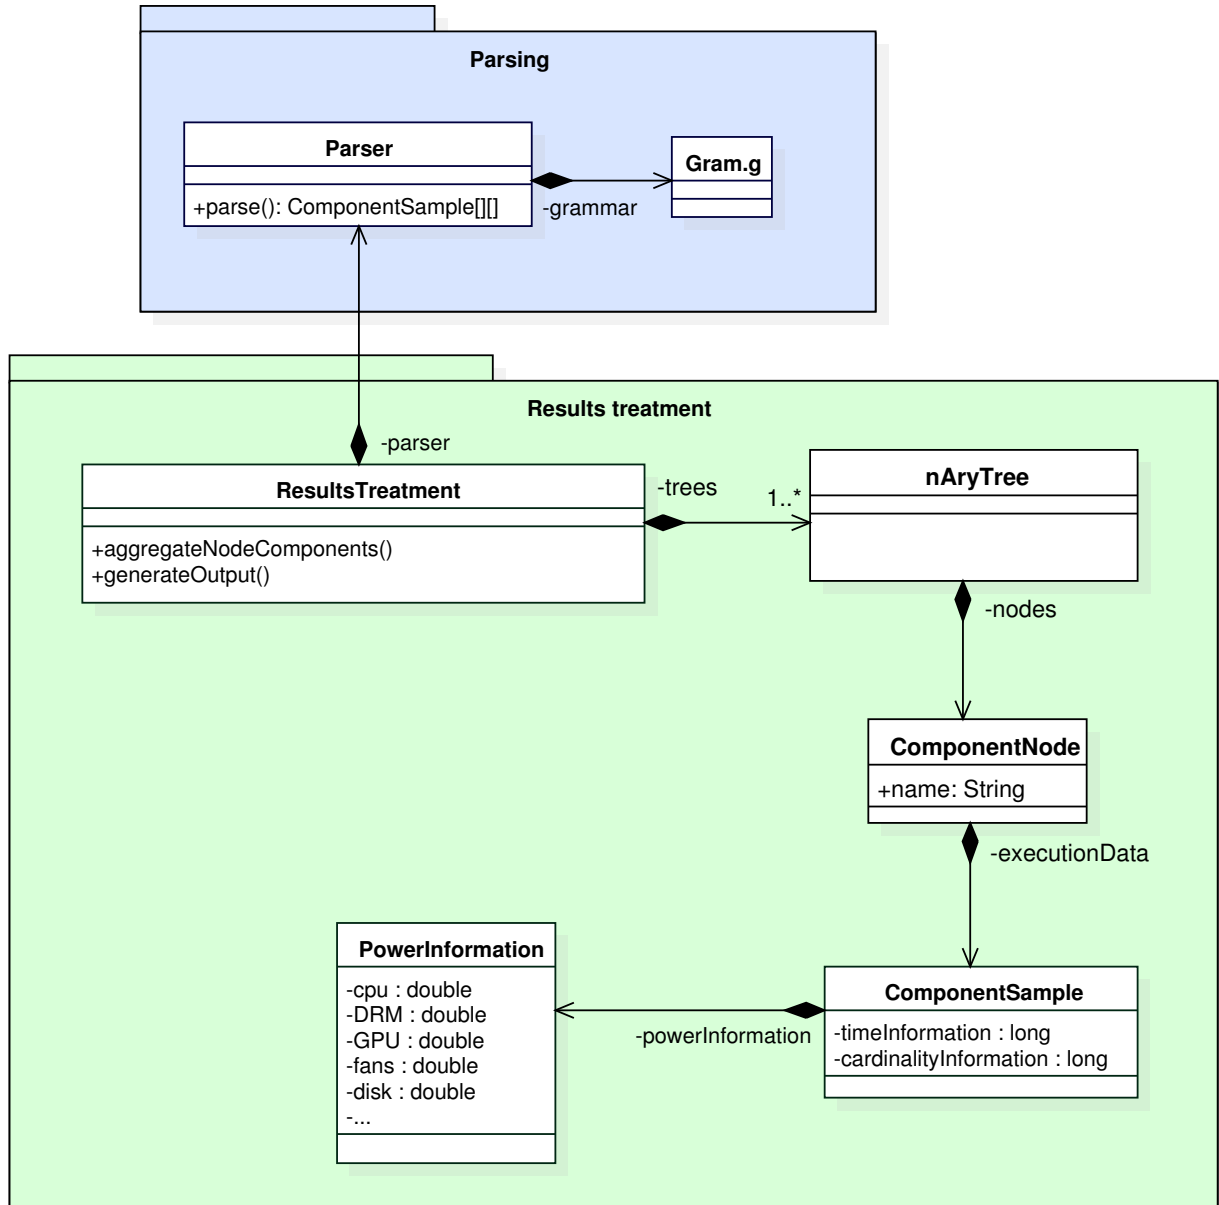 Parsing
Parser
+parse(): ComponentSample[][]
-grammar
Gram.g
Results treatment
-parser
ResultsTreatment
+aggregateNodeComponents()
+generateOutput()
-trees
1..*
nAryTree
-nodes
ComponentNode
+name: String
-executionData
PowerInformation
-cpu : double
-DRM : double
-GPU : double
-fans : double
-disk : double
-...
-powerInformation
ComponentSample
-timeInformation : long
-cardinalityInformation : long